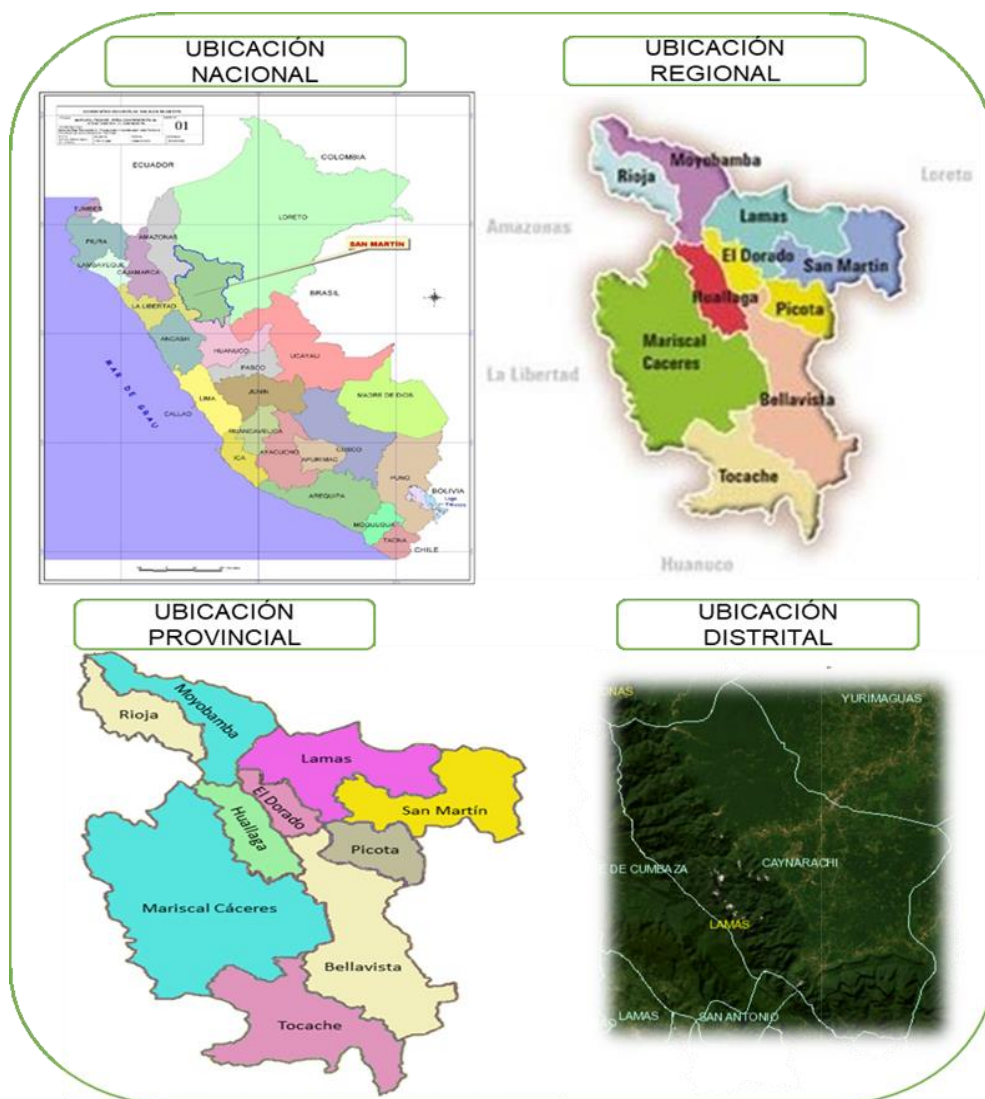 UBICACIÓN
NACIONAL
UBICACIÓN
REGIONAL
01
ECUADOR
COLOMBIA
TUMBES
PIURA
AMAZONAS
LORETO
LAMBAYEQUE
CAJAMARCA
SAN MARTÍN
LA LIBERTAD
BRASIL
ANCASH
HUANUCO
UCAYALI
PASCO
MAR DE GRAU
LIMA
JUNIN
MADRE DE DIOS
CALLAO
HUANCAVELICA
CUSCO
ICA
AYACUCHO
APURIMAC
PUNO
BOLIVIA
AREQUIPA
MOQUEGUA
TACNA
CHILE
Moyobamba
Rioja
Loreto
Lamas
Amazonas
El Dorado
San Martin
Huallaga
Picota
Mariscal
Caceres
La Libertad
Bellavista
Tocache
Huanuco
UBICACIÓN
PROVINCIAL
UBICACIÓN
DISTRITAL
Moyobamba
Rioja
Lamas
El Dorado
San Martín
Huallaga
Picota
Mariscal Cáceres
Bellavista
Tocache
ONAS
YURIMAGUAS
E DE CUMBAZA
CAYNARACHI
LAMAS
LAMAS
SAN ANTONIO